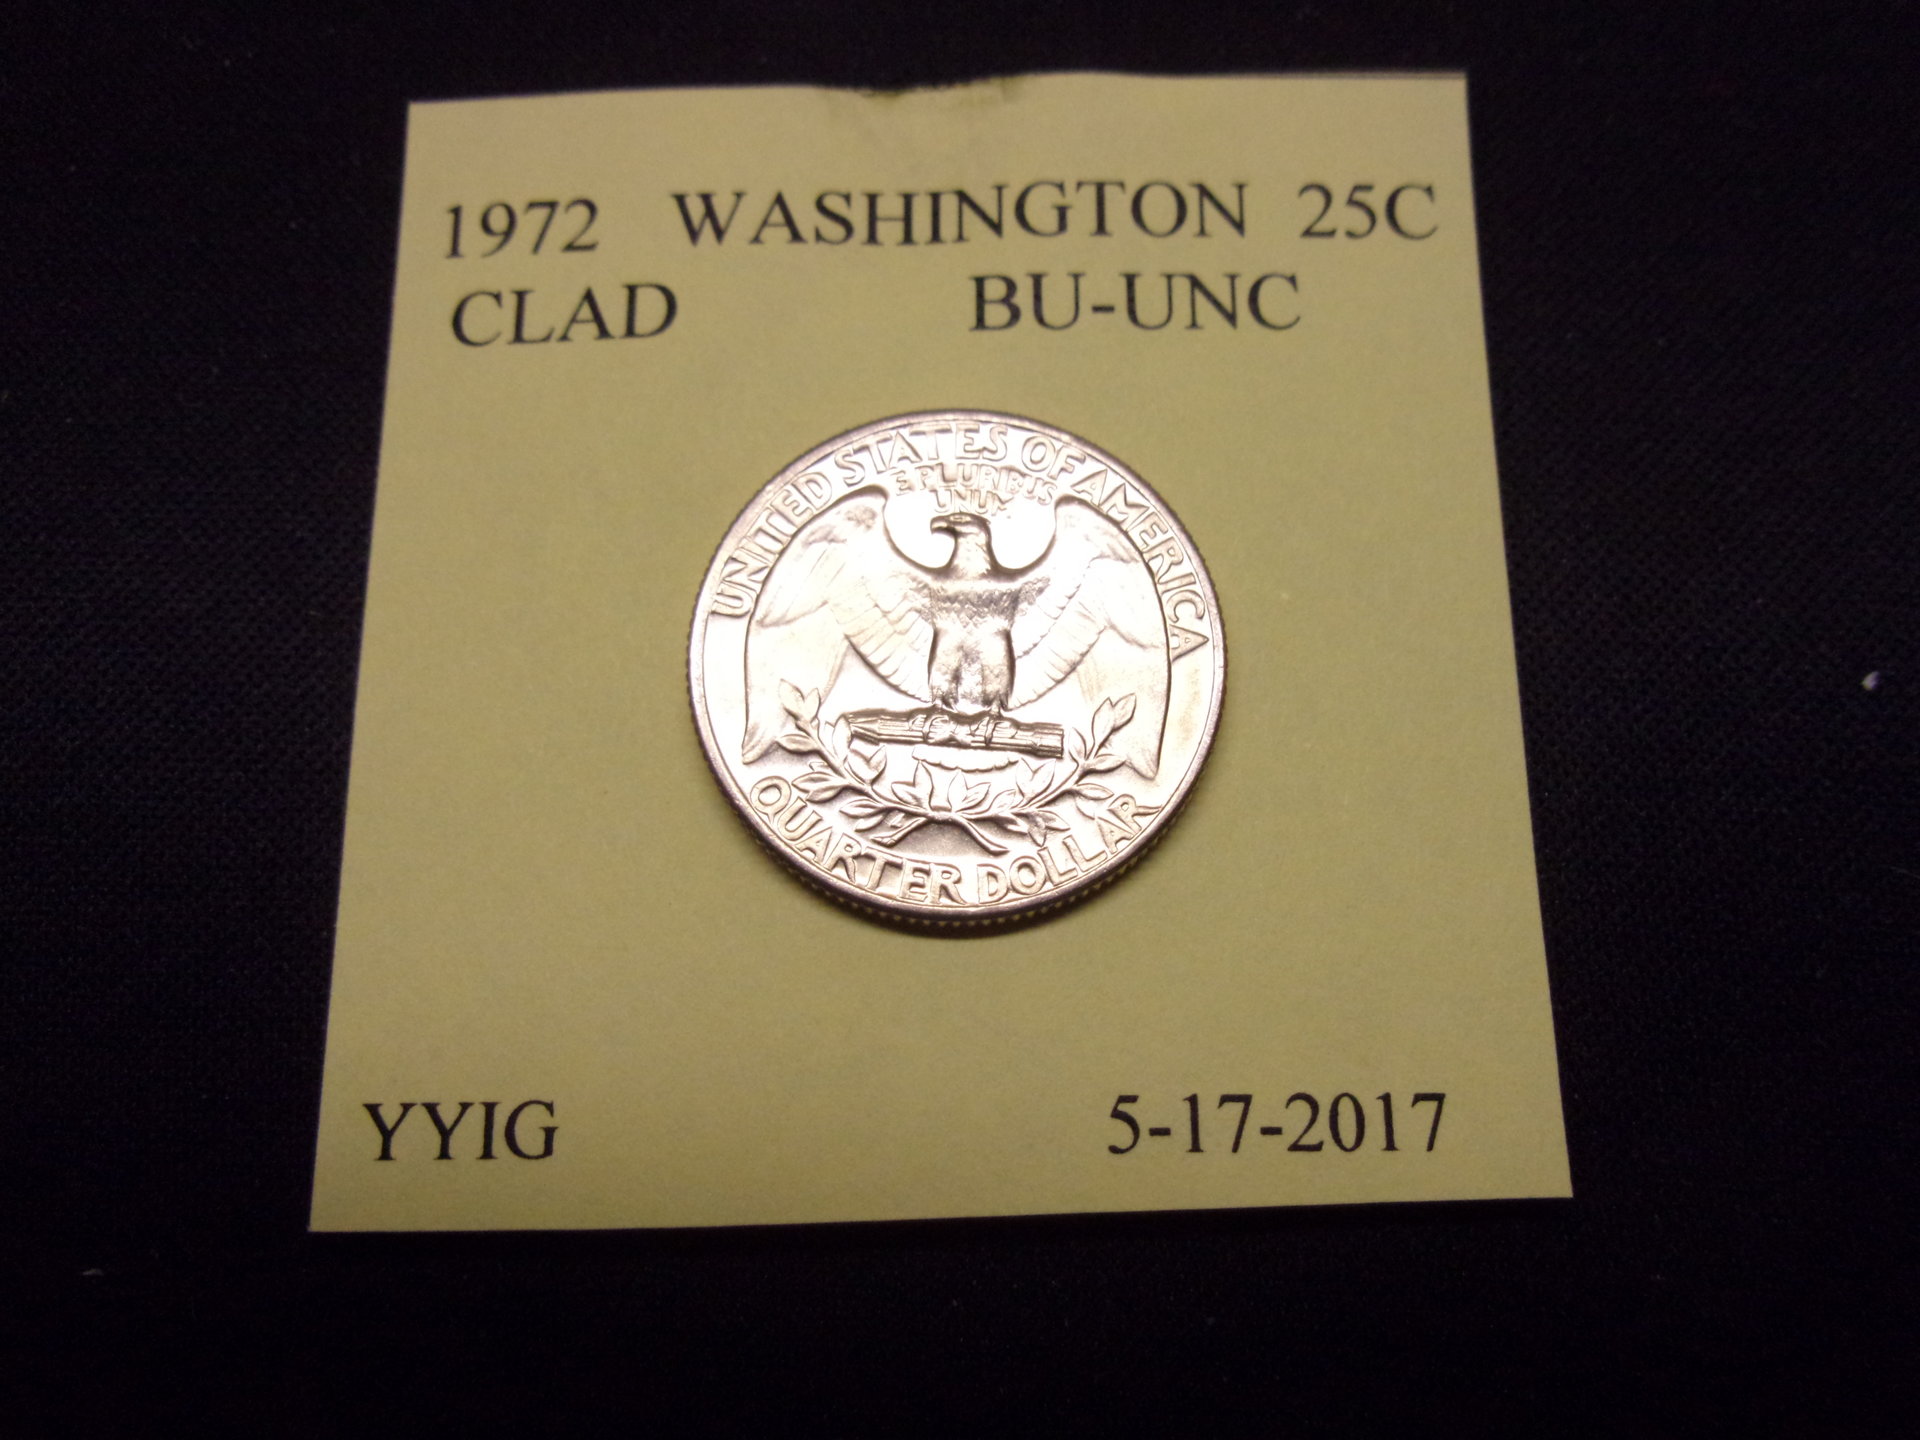 1972 WASHINGTON 25C
CLAD BU-UNC
UNITED STATES OF AMERICA
E PLURIBUS
UNUM
QUARTER DOLLAR
YYIG 5-17-2017